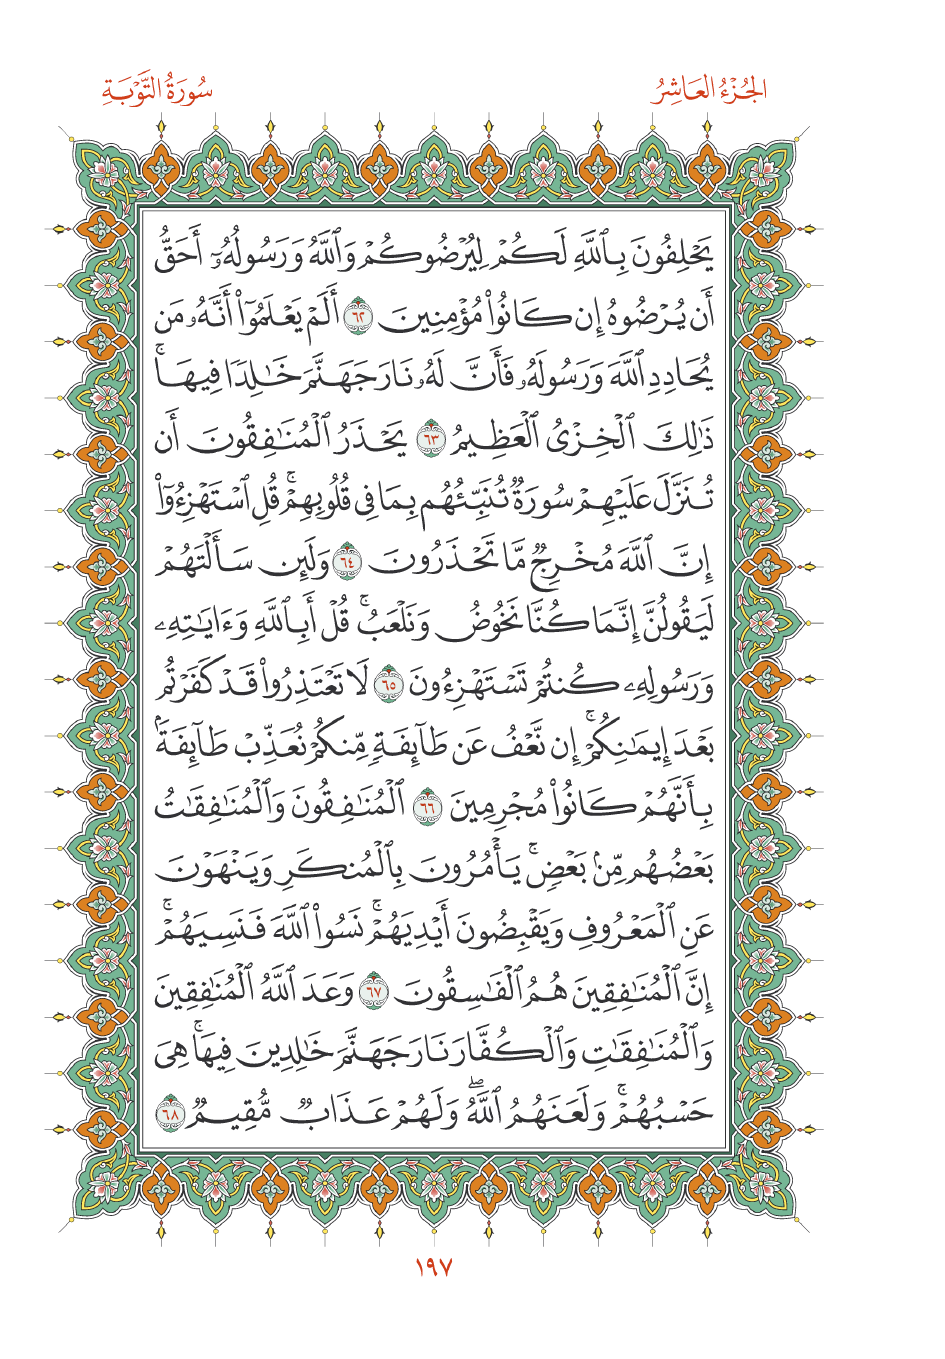 الجُزْءُ العَاشِرُ
سُورَةُ التَّوْبَةِ
يَحْلِفُونَ بِٱللَّهِ لَكُمْ لِيُرْضُوكُمْ وَٱللَّهُ وَرَسُولُهُۥٓ أَحَقُّ
أَن يُرْضُوهُ إِن كَانُوا۟ مُؤْمِنِينَ ٦٢ أَلَمْ يَعْلَمُوٓا۟ أَنَّهُۥ مَن
يُحَادِدِ ٱللَّهَ وَرَسُولَهُۥ فَأَنَّ لَهُۥ نَارَ جَهَنَّمَ خَـٰلِدًا فِيهَا ۚ
ذَٰلِكَ ٱلْخِزْىُ ٱلْعَظِيمُ ٦٣ يَحْذَرُ ٱلْمُنَـٰفِقُونَ أَن
تُنَزَّلَ عَلَيْهِمْ سُورَةٌ تُنَبِّئُهُم بِمَا فِى قُلُوبِهِمْ ۚ قُلِ ٱسْتَهْزِءُوٓا۟
إِنَّ ٱللَّهَ مُخْرِجٌ مَّا تَحْذَرُونَ ٦٤ وَلَئِن سَأَلْتَهُمْ
لَيَقُولُنَّ إِنَّمَا كُنَّا نَخُوضُ وَنَلْعَبُ ۚ قُلْ أَبِٱللَّهِ وَءَايَـٰتِهِۦ
وَرَسُولِهِۦ كُنتُمْ تَسْتَهْزِءُونَ ٦٥ لَا تَعْتَذِرُوا۟ قَدْ كَفَرْتُم
بَعْدَ إِيمَـٰنِكُمْ ۚ إِن نَّعْفُ عَن طَآئِفَةٍ مِّنكُمْ نُعَذِّبْ طَآئِفَةًۢ
بِأَنَّهُمْ كَانُوا۟ مُجْرِمِينَ ٦٦ ٱلْمُنَـٰفِقُونَ وَٱلْمُنَـٰفِقَـٰتُ
بَعْضُهُم مِّنۢ بَعْضٍ ۚ يَأْمُرُونَ بِٱلْمُنكَرِ وَيَنْهَوْنَ
عَنِ ٱلْمَعْرُوفِ وَيَقْبِضُونَ أَيْدِيَهُمْ ۚ نَسُوا۟ ٱللَّهَ فَنَسِيَهُمْ ۚ
إِنَّ ٱلْمُنَـٰفِقِينَ هُمُ ٱلْفَـٰسِقُونَ ٦٧ وَعَدَ ٱللَّهُ ٱلْمُنَـٰفِقِينَ
وَٱلْمُنَـٰفِقَـٰتِ وَٱلْكُفَّارَ نَارَ جَهَنَّمَ خَـٰلِدِينَ فِيهَا ۚ هِىَ
حَسْبُهُمْ ۚ وَلَعَنَهُمُ ٱللَّهُ ۖ وَلَهُمْ عَذَابٌ مُّقِيمٌ ٦٨
١٩٧